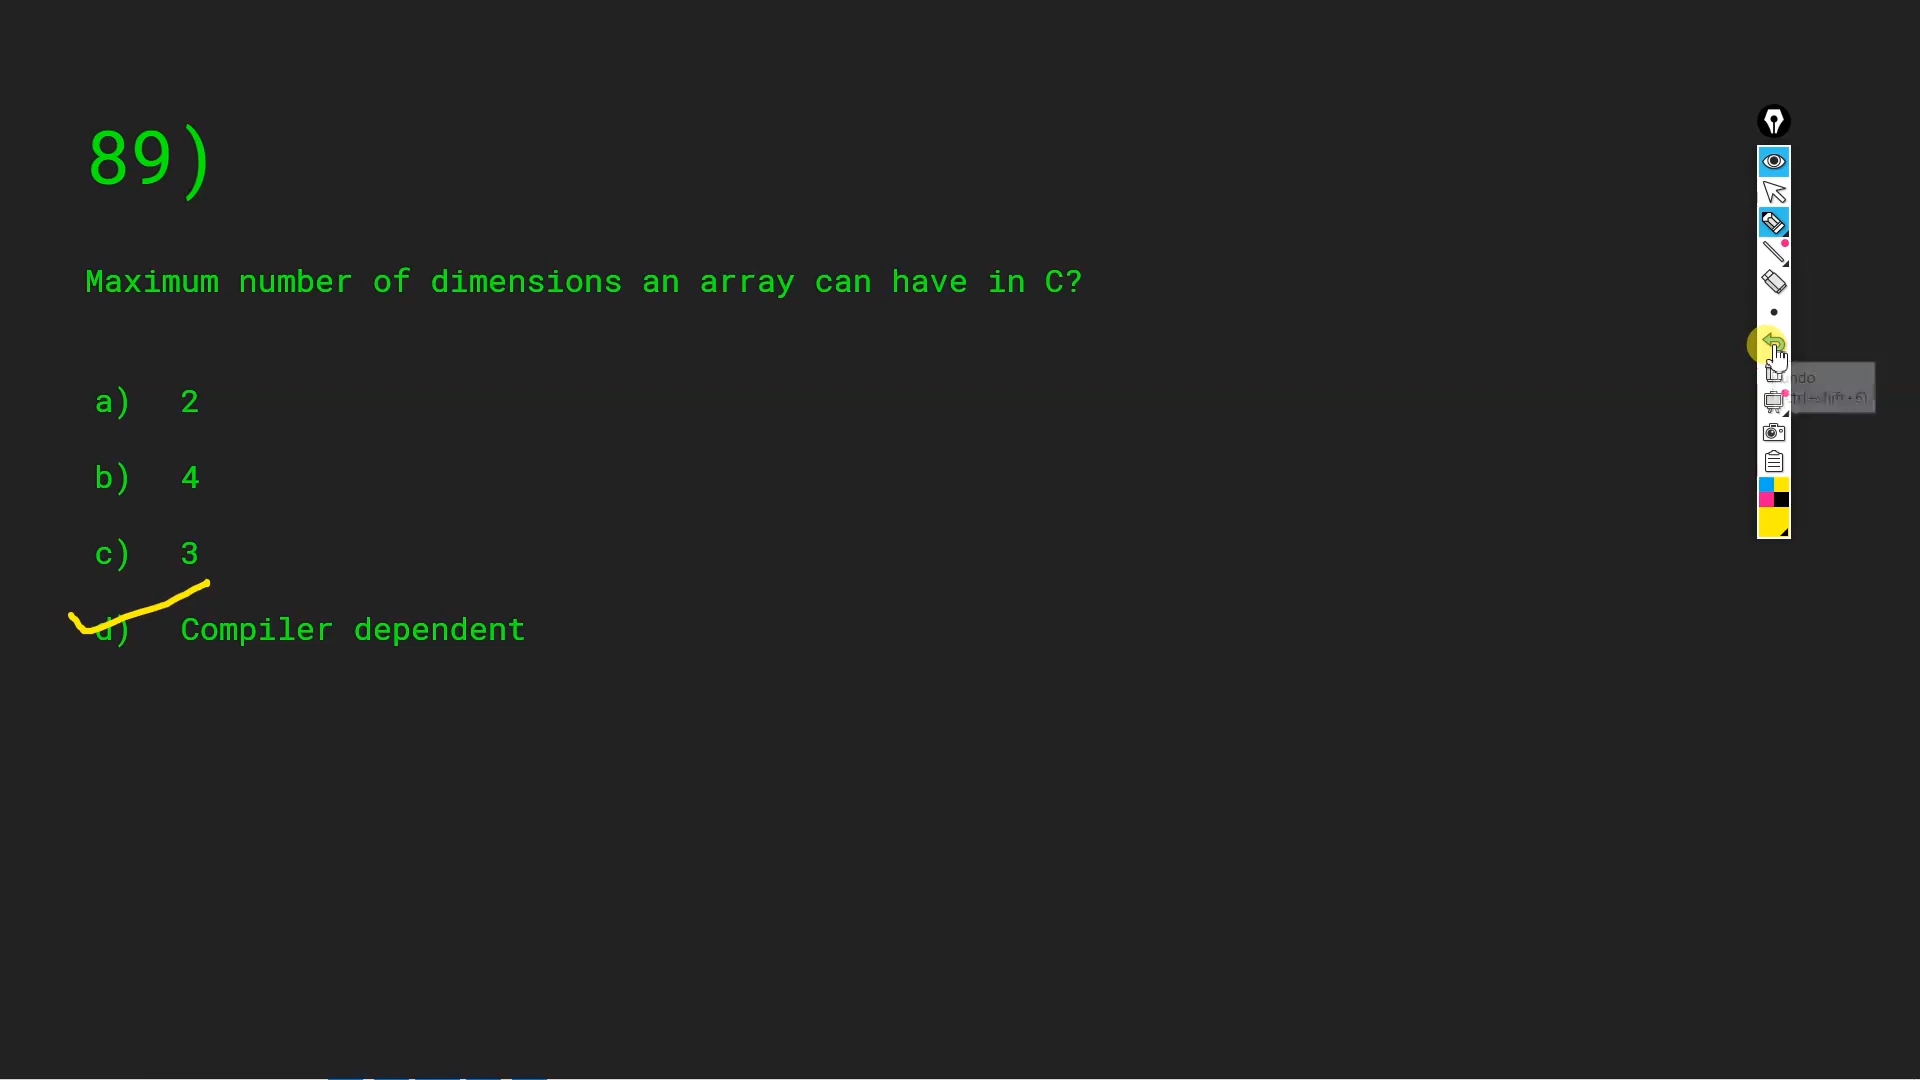 89)
Maximum number of dimensions an array can have in C?
a) 2
b) 4
c) 3
d) Compiler dependent